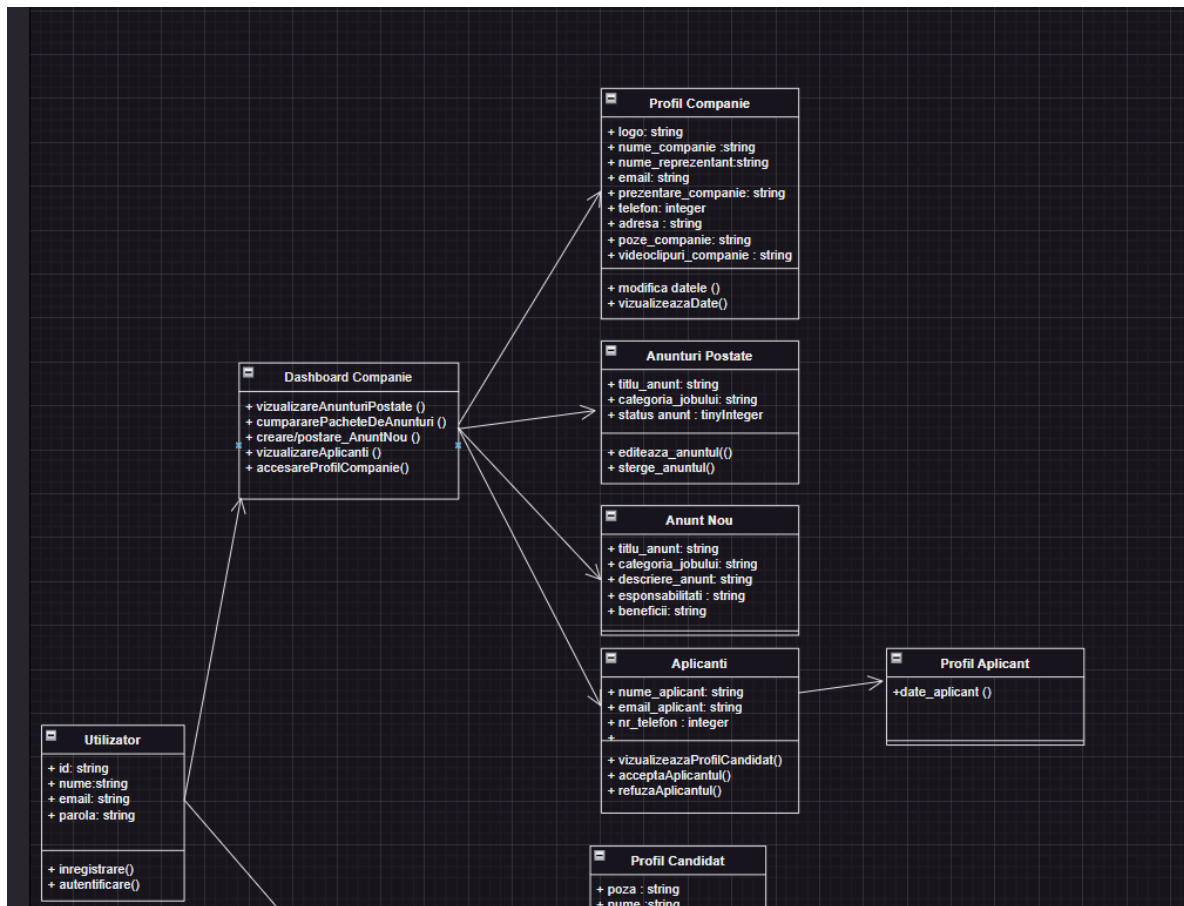 Profil Companie
+ logo: string
+ nume_companie :string
+ nume_reprezentant:string
+ email: string
+ prezentare_companie: string
+ telefon: integer
+ adresa : string
+ poze_companie: string
+ videoclipuri_companie : string
+ modifica datele ()
+ vizualizeazaDate()
Anunturi Postate
+ titlu_anunt: string
+ categoria_jobului: string
+ status anunt : tinyInteger
+ editeaza_anuntul(()
+ sterge_anuntul()
Dashboard Companie
+ vizualizareAnunturiPostate ()
+ cumpararePacheteDeAnunturi ()
+ creare/postare_AnuntNou ()
+ vizualizareAplicanti ()
+ accesareProfilCompanie()
Anunt Nou
+ titlu_anunt: string
+ categoria_jobului: string
+ descriere_anunt: string
+ esponsabilitati : string
+ beneficii: string
Aplicanti
+ nume_aplicant: string
+ email_aplicant: string
+ nr_telefon : integer
+
+ vizualizeazaProfilCandidat()
+ acceptaAplicantul()
+ refuzaAplicantul()
Profil Aplicant
+date_aplicant ()
Utilizator
+ id: string
+ nume:string
+ email: string
+ parola: string
+ inregistrare()
+ autentificare()
Profil Candidat
+ poza : string
+ nume :string